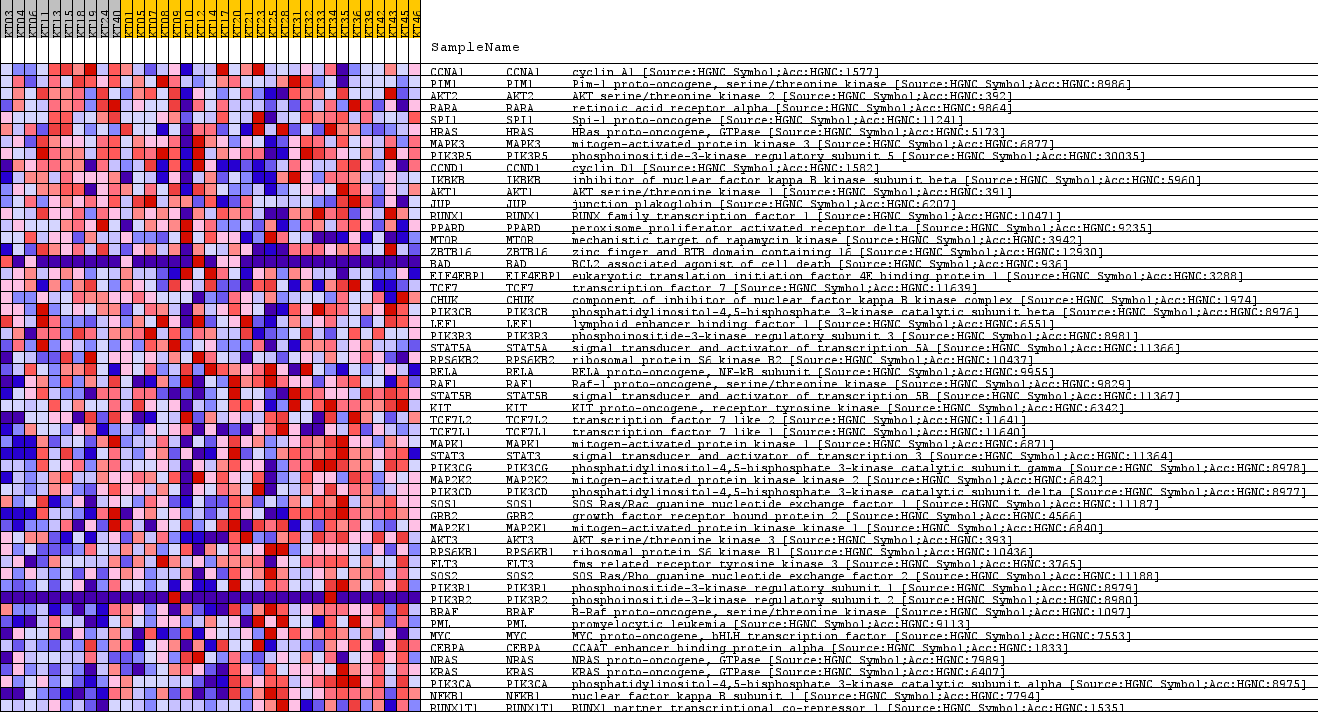 KT03 KT04 KT06 KT11 KT13 KT15 KT18 KT19 KT24 KT40 KT01 KT05 KT07 KT08 KT09 KT10 KT12 KT14 KT17 KT20 KT21 KT23 KT25 KT28 KT31 KT32 KT33 KT34 KT35 KT36 KT39 KT42 KT43 KT45 KT46
SampleName
CCNA1 CCNA1 cyclin A1 [Source:HGNC Symbol;Acc:HGNC:1577]
PIM1 PIM1 Pim-1 proto-oncogene, serine/threonine kinase [Source:HGNC Symbol;Acc:HGNC:8986]
AKT2 AKT2 AKT serine/threonine kinase 2 [Source:HGNC Symbol;Acc:HGNC:392]
RARA RARA retinoic acid receptor alpha [Source:HGNC Symbol;Acc:HGNC:9864]
SPI1 SPI1 Spi-1 proto-oncogene [Source:HGNC Symbol;Acc:HGNC:11241]
HRAS HRAS HRas proto-oncogene, GTPase [Source:HGNC Symbol;Acc:HGNC:5173]
MAPK3 MAPK3 mitogen-activated protein kinase 3 [Source:HGNC Symbol;Acc:HGNC:6877]
PIK3R5 PIK3R5 phosphoinositide-3-kinase regulatory subunit 5 [Source:HGNC Symbol;Acc:HGNC:30035]
CCND1 CCND1 cyclin D1 [Source:HGNC Symbol;Acc:HGNC:1582]
IKBKB IKBKB inhibitor of nuclear factor kappa B kinase subunit beta [Source:HGNC Symbol;Acc:HGNC:5960]
AKT1 AKT1 AKT serine/threonine kinase 1 [Source:HGNC Symbol;Acc:HGNC:391]
JUP JUP junction plakoglobin [Source:HGNC Symbol;Acc:HGNC:6207]
RUNX1 RUNX1 RUNX family transcription factor 1 [Source:HGNC Symbol;Acc:HGNC:10471]
PPARD PPARD peroxisome proliferator activated receptor delta [Source:HGNC Symbol;Acc:HGNC:9235]
MTOR MTOR mechanistic target of rapamycin kinase [Source:HGNC Symbol;Acc:HGNC:3942]
ZBTB16 ZBTB16 zinc finger and BTB domain containing 16 [Source:HGNC Symbol;Acc:HGNC:12930]
BAD BAD BCL2 associated agonist of cell death [Source:HGNC Symbol;Acc:HGNC:936]
EIF4EBP1 EIF4EBP1 eukaryotic translation initiation factor 4E binding protein 1 [Source:HGNC Symbol;Acc:HGNC:3288]
TCF7 TCF7 transcription factor 7 [Source:HGNC Symbol;Acc:HGNC:11639]
CHUK CHUK component of inhibitor of nuclear factor kappa B kinase complex [Source:HGNC Symbol;Acc:HGNC:1974]
PIK3CB PIK3CB phosphatidylinositol-4,5-bisphosphate 3-kinase catalytic subunit beta [Source:HGNC Symbol;Acc:HGNC:8976]
LEF1 LEF1 lymphoid enhancer binding factor 1 [Source:HGNC Symbol;Acc:HGNC:6551]
PIK3R3 PIK3R3 phosphoinositide-3-kinase regulatory subunit 3 [Source:HGNC Symbol;Acc:HGNC:8981]
STAT5A STAT5A signal transducer and activator of transcription 5A [Source:HGNC Symbol;Acc:HGNC:11366]
RPS6KB2 RPS6KB2 ribosomal protein S6 kinase B2 [Source:HGNC Symbol;Acc:HGNC:10437]
RELA RELA RELA proto-oncogene, NF-kB subunit [Source:HGNC Symbol;Acc:HGNC:9955]
RAF1 RAF1 Raf-1 proto-oncogene, serine/threonine kinase [Source:HGNC Symbol;Acc:HGNC:9829]
STAT5B STAT5B signal transducer and activator of transcription 5B [Source:HGNC Symbol;Acc:HGNC:11367]
KIT KIT KIT proto-oncogene, receptor tyrosine kinase [Source:HGNC Symbol;Acc:HGNC:6342]
TCF7L2 TCF7L2 transcription factor 7 like 2 [Source:HGNC Symbol;Acc:HGNC:11641]
TCF7L1 TCF7L1 transcription factor 7 like 1 [Source:HGNC Symbol;Acc:HGNC:11640]
MAPK1 MAPK1 mitogen-activated protein kinase 1 [Source:HGNC Symbol;Acc:HGNC:6871]
STAT3 STAT3 signal transducer and activator of transcription 3 [Source:HGNC Symbol;Acc:HGNC:11364]
PIK3CG PIK3CG phosphatidylinositol-4,5-bisphosphate 3-kinase catalytic subunit gamma [Source:HGNC Symbol;Acc:HGNC:8978]
MAP2K2 MAP2K2 mitogen-activated protein kinase kinase 2 [Source:HGNC Symbol;Acc:HGNC:6842]
PIK3CD PIK3CD phosphatidylinositol-4,5-bisphosphate 3-kinase catalytic subunit delta [Source:HGNC Symbol;Acc:HGNC:8977]
SOS1 SOS1 SOS Ras/Rac guanine nucleotide exchange factor 1 [Source:HGNC Symbol;Acc:HGNC:11187]
GRB2 GRB2 growth factor receptor bound protein 2 [Source:HGNC Symbol;Acc:HGNC:4566]
MAP2K1 MAP2K1 mitogen-activated protein kinase kinase 1 [Source:HGNC Symbol;Acc:HGNC:6840]
AKT3 AKT3 AKT serine/threonine kinase 3 [Source:HGNC Symbol;Acc:HGNC:393]
RPS6KB1 RPS6KB1 ribosomal protein S6 kinase B1 [Source:HGNC Symbol;Acc:HGNC:10436]
FLT3 FLT3 fms related receptor tyrosine kinase 3 [Source:HGNC Symbol;Acc:HGNC:3765]
SOS2 SOS2 SOS Ras/Rho guanine nucleotide exchange factor 2 [Source:HGNC Symbol;Acc:HGNC:11188]
PIK3R1 PIK3R1 phosphoinositide-3-kinase regulatory subunit 1 [Source:HGNC Symbol;Acc:HGNC:8979]
PIK3R2 PIK3R2 phosphoinositide-3-kinase regulatory subunit 2 [Source:HGNC Symbol;Acc:HGNC:8980]
BRAF BRAF B-Raf proto-oncogene, serine/threonine kinase [Source:HGNC Symbol;Acc:HGNC:1097]
PML PML promyelocytic leukemia [Source:HGNC Symbol;Acc:HGNC:9113]
MYC MYC MYC proto-oncogene, bHLH transcription factor [Source:HGNC Symbol;Acc:HGNC:7553]
CEBPA CEBPA CCAAT enhancer binding protein alpha [Source:HGNC Symbol;Acc:HGNC:1833]
NRAS NRAS NRAS proto-oncogene, GTPase [Source:HGNC Symbol;Acc:HGNC:7989]
KRAS KRAS KRAS proto-oncogene, GTPase [Source:HGNC Symbol;Acc:HGNC:6407]
PIK3CA PIK3CA phosphatidylinositol-4,5-bisphosphate 3-kinase catalytic subunit alpha [Source:HGNC Symbol;Acc:HGNC:8975]
NFKB1 NFKB1 nuclear factor kappa B subunit 1 [Source:HGNC Symbol;Acc:HGNC:7794]
RUNX1T1 RUNX1T1 RUNX1 partner transcriptional co-repressor 1 [Source:HGNC Symbol;Acc:HGNC:1535]